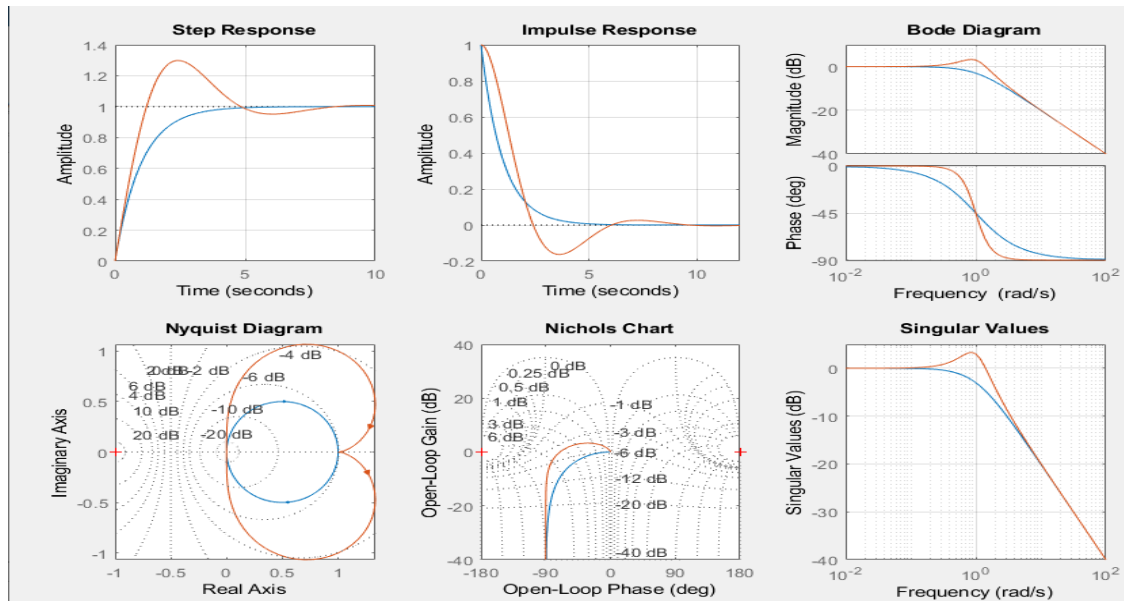 Step Response
1.4
1.2
1
0.8
0.6
0.4
0.2
0
0
5
10
Amplitude
Time (seconds)
Impulse Response
1
0.8
0.6
0.4
0.2
0
-0.2
0
5
10
Amplitude
Time (seconds)
Bode Diagram
0
-20
-40
Magnitude (dB)
0
-45
-90
Phase (deg)
10^-2
10^0
10^2
Frequency (rad/s)
Nyquist Diagram
1
0.5
0
-0.5
-1
Imaginary Axis
-4 dB
2 dB
0 dB
-2 dB
6 dB
-6 dB
4 dB
10 dB
-10 dB
20 dB
-20 dB
-1
-0.5
0
0.5
1
Real Axis
Nichols Chart
40
20
0
-20
-40
Open-Loop Gain (dB)
0 dB
0.25 dB
0.5 dB
1 dB
-1 dB
3 dB
-3 dB
6 dB
-6 dB
-12 dB
-20 dB
-40 dB
-180
-90
0
90
180
Open-Loop Phase (deg)
Singular Values
0
-10
-20
-30
-40
Singular Values (dB)
10^-2
10^0
10^2
Frequency (rad/s)